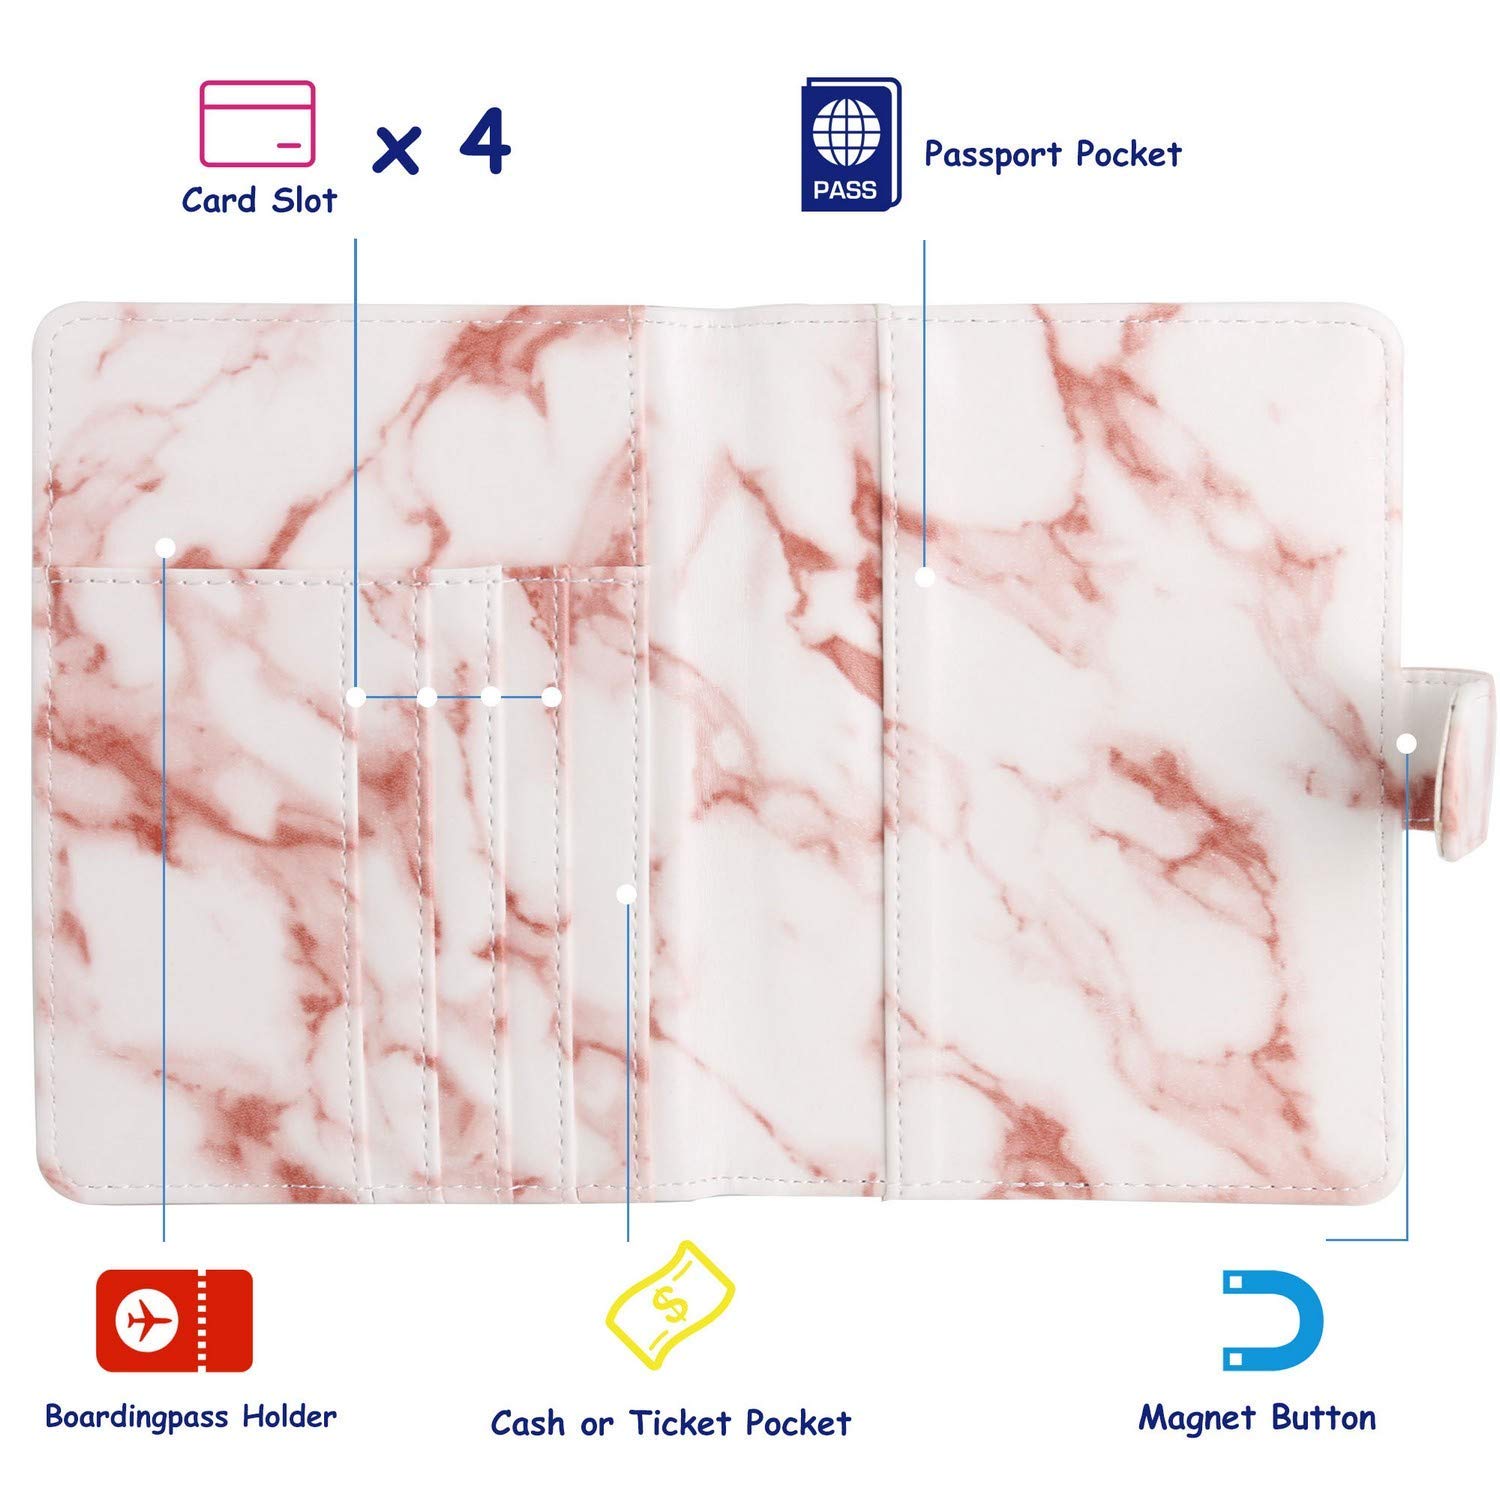 x 4
Card Slot
PASS
Passport Pocket
Boardingpass Holder
$
Cash or Ticket Pocket
Magnet Button